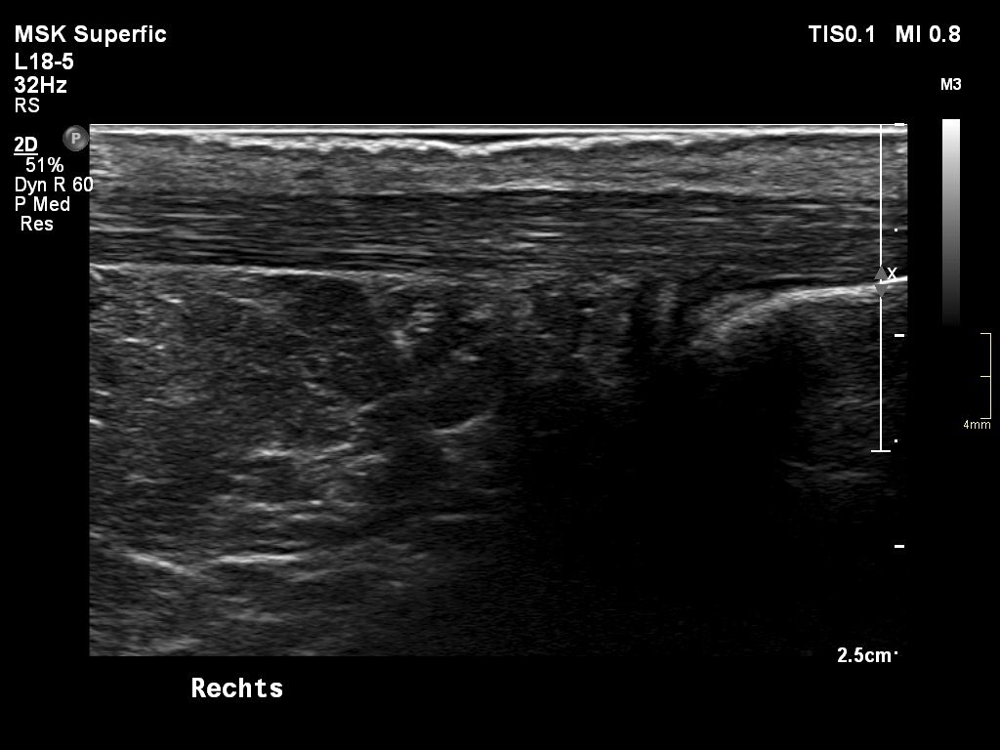 MSK Superfic
TIS0.1 MI 0.8
L18-5
32Hz
RS
M3
P
2D
51%
Dyn R 60
P Med
Res
X
4mm
2.5cm
Rechts